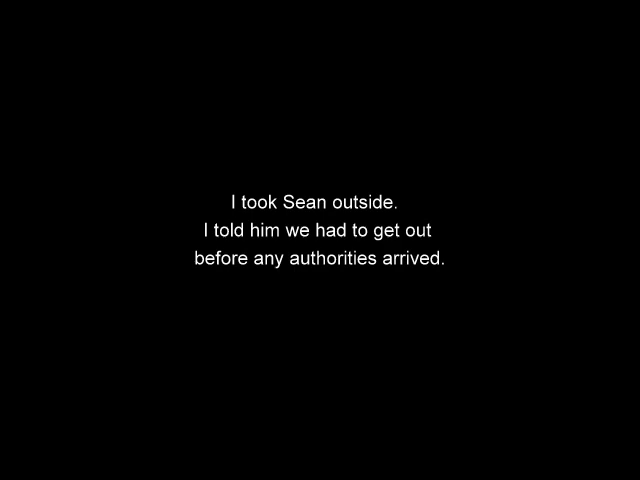 I took Sean outside.
I told him we had to get out
before any authorities arrived.